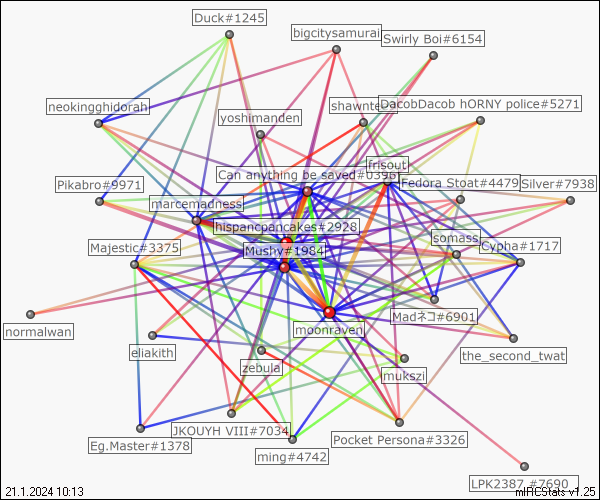 Duck#1245
bigcitysamurai
Swirly Boi#6154
neokingghidorah
yoshimanden
DacobDacob hORNY police#5271
frisout
Can anything be saved#0396
Pikabro#9971
Fedora Stoat#4479
Silver#7938
marcemadness
hispancpancakes#2928
somass
Majestic#3375
Mushy#1984
Cypha#1717
Madネコ#6901
normalwan
moonraven
eliakith
zebula
mukszi
the_second_twat
JKOUYH VIII#7034
Eg.Master#1378
Pocket Persona#3326
ming#4742
LPK2387 #7690
21.1.2024 10:13
mIRCStats v1.25